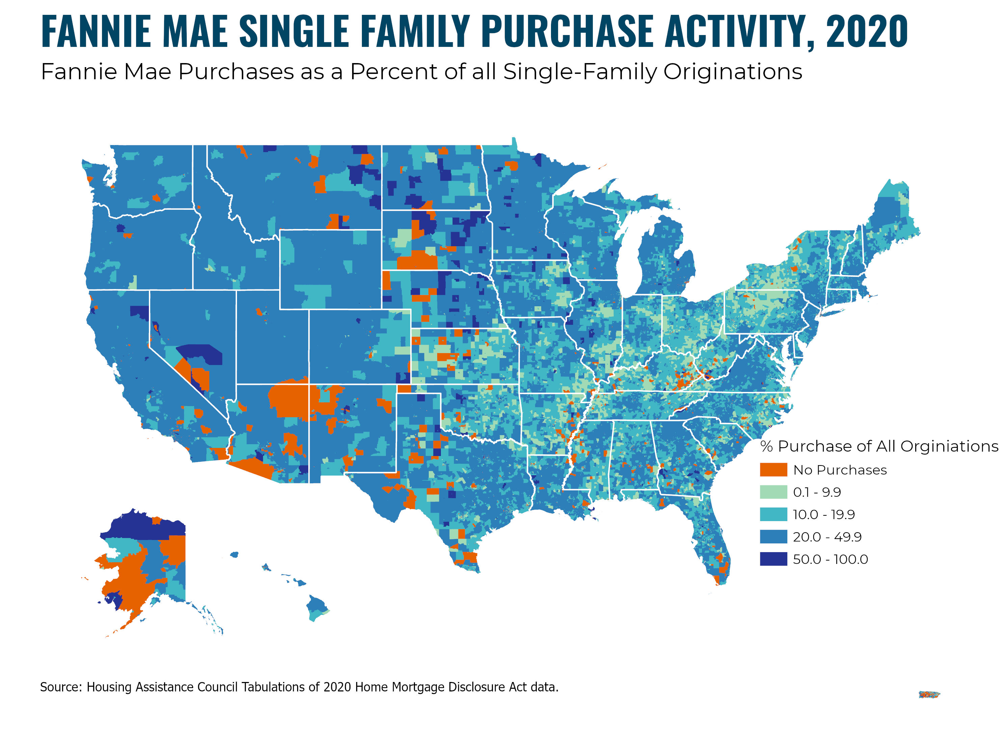 FANNIE MAE SINGLE FAMILY PURCHASE ACTIVITY, 2020
Fannie Mae Purchases as a Percent of all Single-Family Originations
% Purchase of All Orginiations
No Purchases
0.1 - 9.9
10.0 - 19.9
20.0 - 49.9
50.0 - 100.0
Source: Housing Assistance Council Tabulations of 2020 Home Mortgage Disclosure Act data.